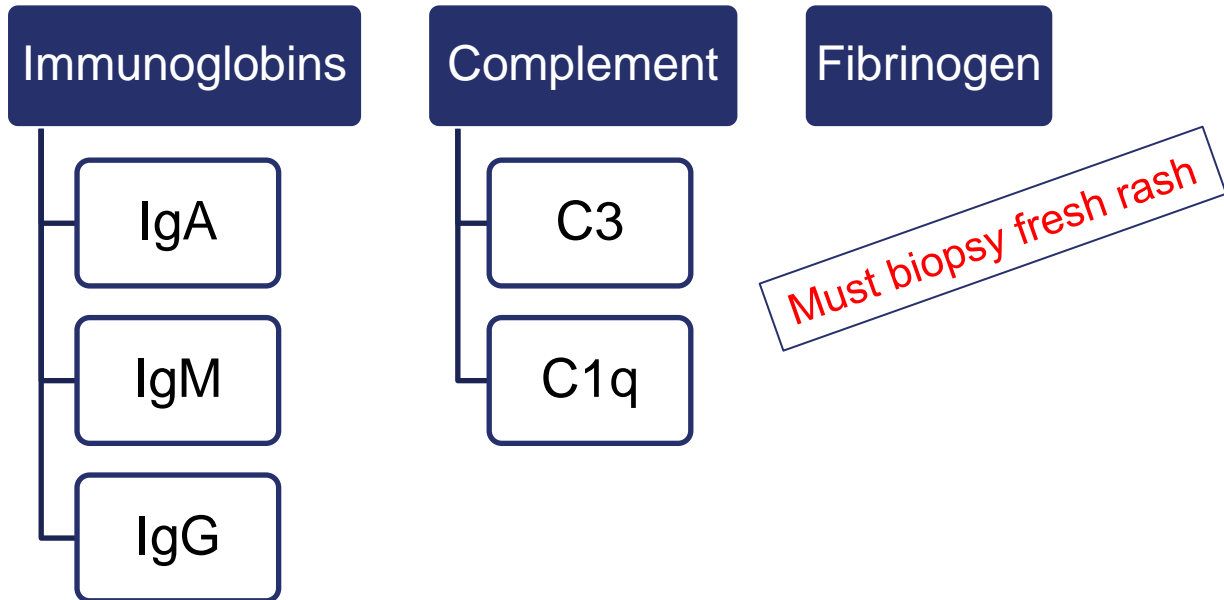 Immunoglobins
IgA
IgM
IgG
Complement
C3
C1q
Fibrinogen
Must biopsy fresh rash